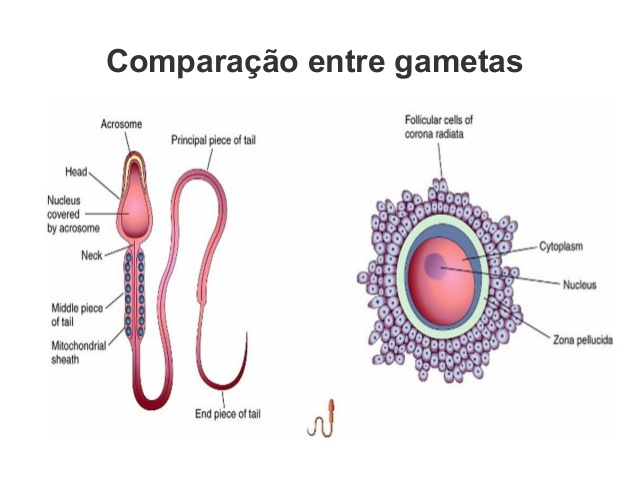 Comparação entre gametas
Acrosome
Principal piece of tail
Head
Nucleus
covered
by acrosome
Neck
Middle piece
of tail
Mitochondrial
sheath
End piece of tail
Follicular cells of
corona radiata
Cytoplasm
Nucleus
Zona pellucida